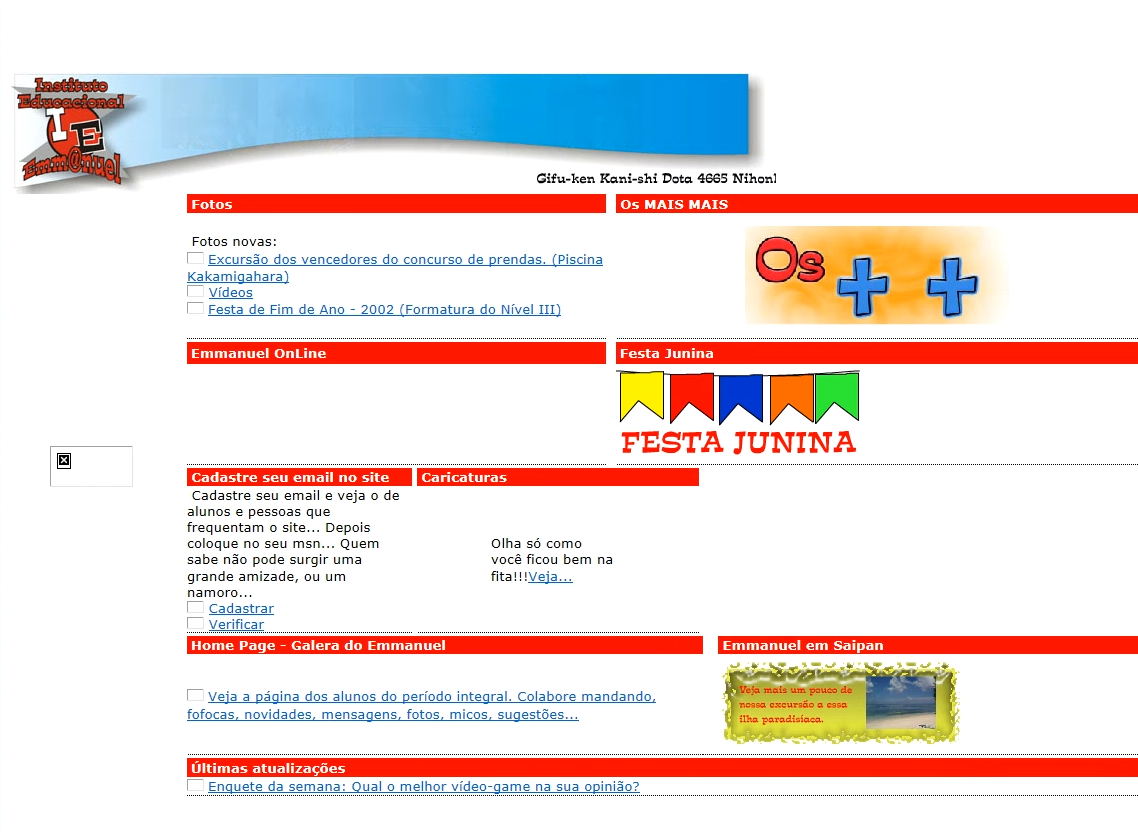 Instituto
Educacional
IE
Emm@nuel
Gifu-ken Kani-shi Dota 4665 Nihon
Fotos
Os MAIS MAIS
Fotos novas:
Excursão dos vencedores do concurso de prendas. (Piscina
Kakamigahara)
Vídeos
Festa de Fim de Ano - 2002 (Formatura do Nível III)
Os + +
Emmanuel OnLine
Festa Junina
FESTA JUNINA
Cadastre seu email no site
Cadastre seu email e veja o de
alunos e pessoas que
frequentam o site... Depois
coloque no seu msn... Quem
sabe não pode surgir uma
grande amizade, ou um
namoro...
Cadastrar
Verificar
Caricaturas
Olha só como
você ficou bem na
fita!!!Veja...
Home Page - Galera do Emmanuel
Veja a página dos alunos do período integral. Colabore mandando,
fofocas, novidades, mensagens, fotos, micos, sugestões...
Emmanuel em Saipan
Veja mais um pouco de
nossa excursão a essa
ilha paradisíaca.
Últimas atualizações
Enquete da semana: Qual o melhor vídeo-game na sua opinião?